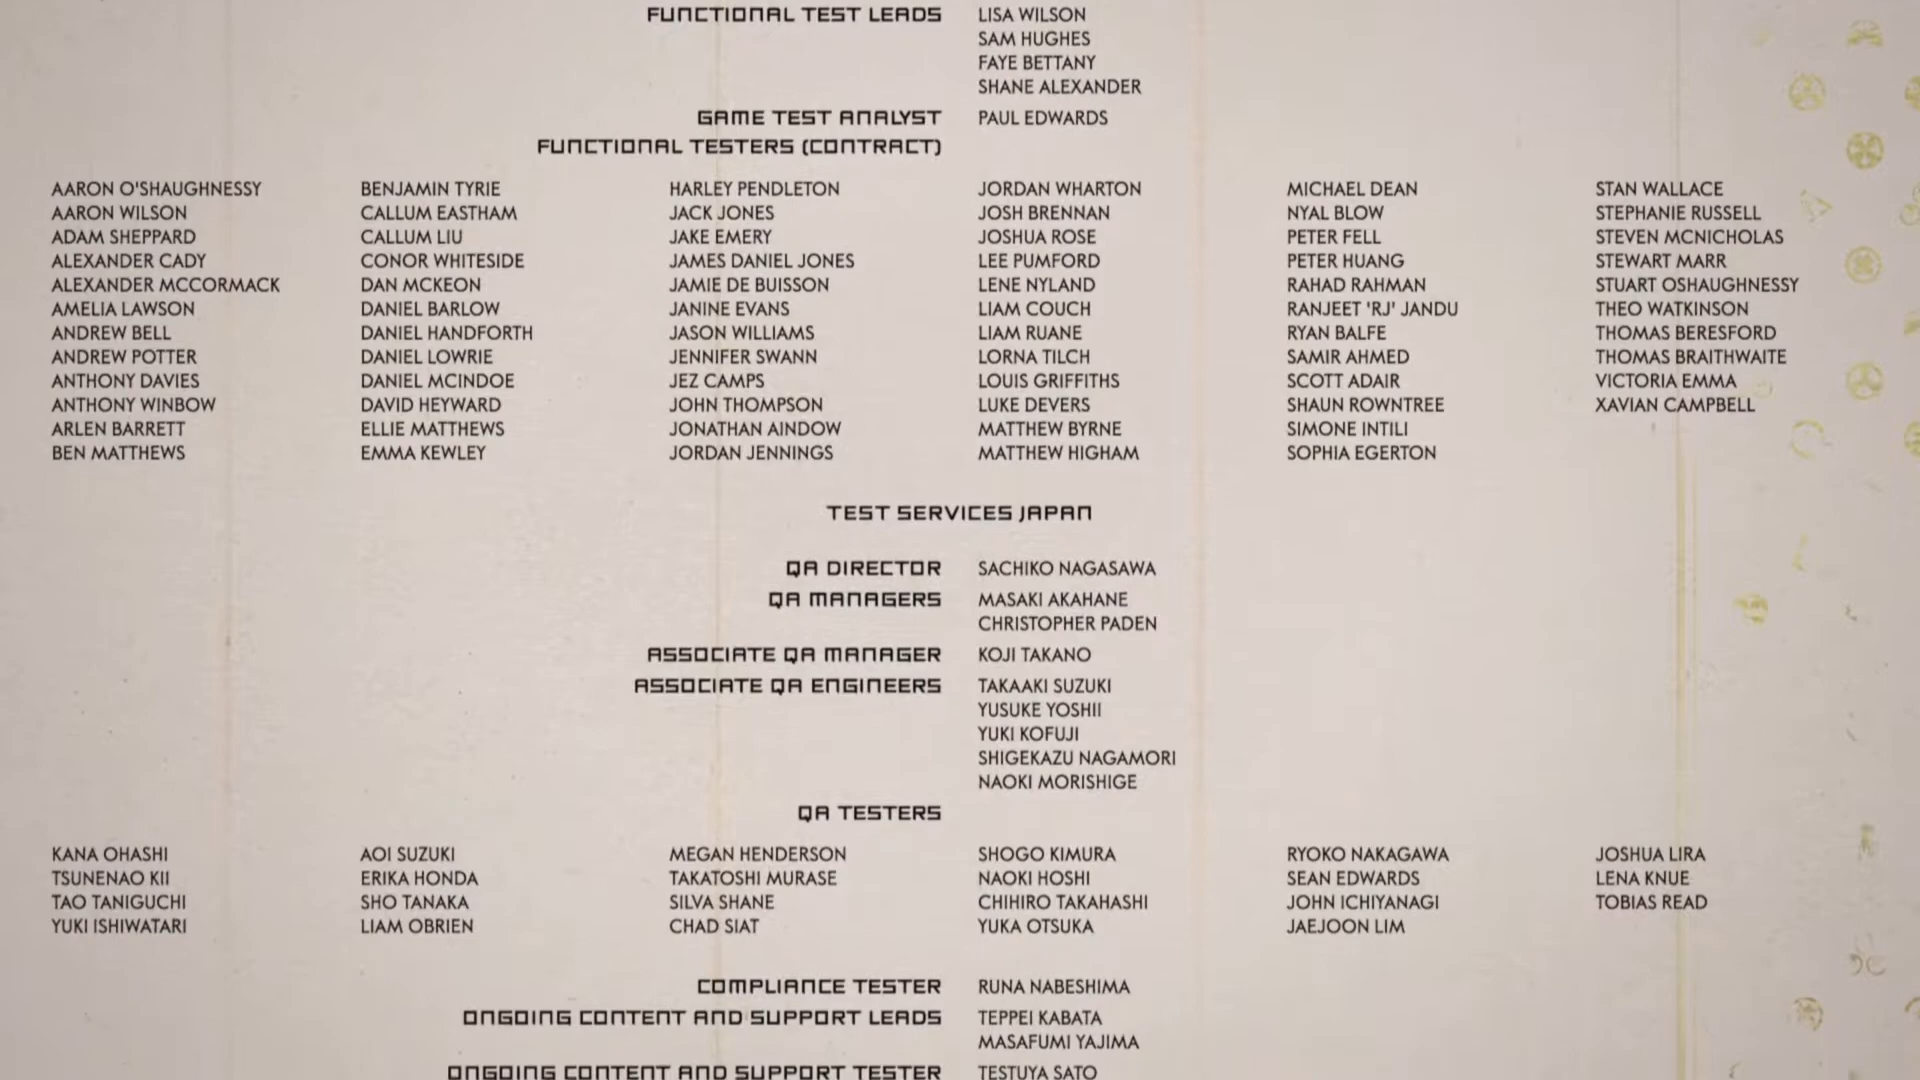 FUNCTIONAL TEST LEADS LISA WILSON
SAM HUGHES
FAYE BETTANY
SHANE ALEXANDER
GAME TEST ANALYST PAUL EDWARDS
FUNCTIONAL TESTERS (CONTRACT)
AARON O'SHAUGHNESSY BENJAMIN TYRIE HARLEY PENDLETON JORDAN WHARTON MICHAEL DEAN STAN WALLACE
AARON WILSON CALLUM EASTHAM JACK JONES JOSH BRENNAN NYAL BLOW STEPHANIE RUSSELL
ADAM SHEPPARD CALLUM LIU JAKE EMERY JOSHUA ROSE PETER FELL STEVEN MCNICHOLAS
ALEXANDER CADY CONOR WHITESIDE JAMES DANIEL JONES LEE PUMFORD PETER HUANG STEWART MARR
ALEXANDER MCCORMACK DAN MCKEON JAMIE DE BUISSON LENE NYLAND RAHAD RAHMAN STUART OSHAUGHNESSY
AMELIA LAWSON DANIEL BARLOW JANINE EVANS LIAM COUCH RANJEET 'RJ' JANDU THEO WATKINSON
ANDREW BELL DANIEL HANDFORTH JASON WILLIAMS LIAM RUANE RYAN BALFE THOMAS BERESFORD
ANDREW POTTER DANIEL LOWRIE JENNIFER SWANN LORNA TILCH SAMIR AHMED THOMAS BRAITHWAITE
ANTHONY DAVIES DANIEL MCINDOE JEZ CAMPS LOUIS GRIFFITHS SCOTT ADAIR VICTORIA EMMA
ANTHONY WINBOW DAVID HEYWARD JOHN THOMPSON LUKE DEVERS SHAUN ROWNTREE XAVIAN CAMPBELL
ARLEN BARRETT ELLIE MATTHEWS JONATHAN AINDOW MATTHEW BYRNE SIMONE INTILI
BEN MATTHEWS EMMA KEWLEY JORDAN JENNINGS MATTHEW HIGHAM SOPHIA EGERTON
TEST SERVICES JAPAN
QA DIRECTOR SACHIKO NAGASAWA
QA MANAGERS MASAKI AKAHANE
CHRISTOPHER PADEN
ASSOCIATE QA MANAGER KOJI TAKANO
ASSOCIATE QA ENGINEERS TAKAAKI SUZUKI
YUSUKE YOSHII
YUKI KOFUJI
SHIGEKAZU NAGAMORI
NAOKI MORISHIGE
QA TESTERS
KANA OHASHI AOI SUZUKI MEGAN HENDERSON SHOGO KIMURA RYOKO NAKAGAWA JOSHUA LIRA
TSUNENAO KII ERIKA HONDA TAKATOSHI MURASE NAOKI HOSHI SEAN EDWARDS LENA KNUE
TAO TANIGUCHI SHO TANAKA SILVA SHANE CHIHIRO TAKAHASHI JOHN ICHIYANAGI TOBIAS READ
YUKI ISHIWATARI LIAM OBRIEN CHAD SIAT YUKA OTSUKA JAEJOON LIM
COMPLIANCE TESTER RUNA NABESHIMA
ONGOING CONTENT AND SUPPORT LEADS TEPPEI KABATA
MASAFUMI YAJIMA
ONGOING CONTENT AND SUPPORT TESTER TESTUYA SATO